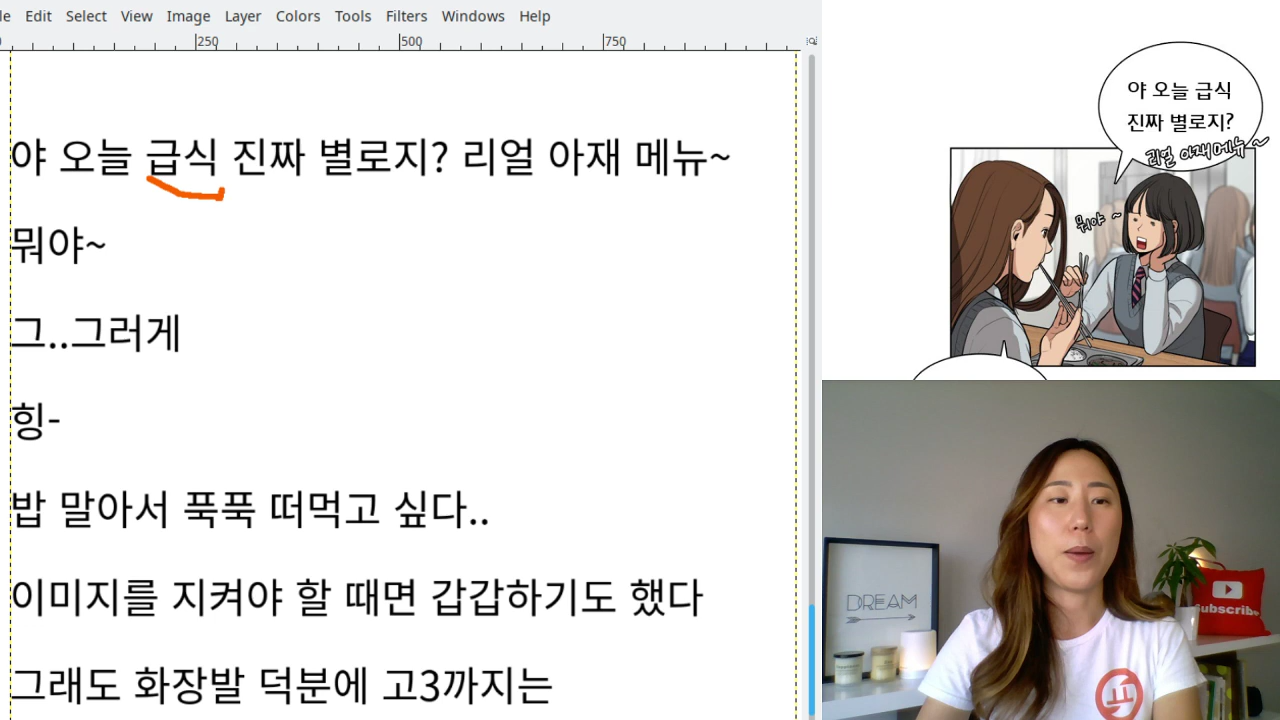 le Edit Select View Image Layer Colors Tools Filters Windows Help
250 500 750
야 오늘 급식 진짜 별로지? 리얼 아재 메뉴~
뭐야~
그..그러게
힝-
밥 말아서 푹푹 떠먹고 싶다..
이미지를 지켜야 할 때면 갑갑하기도 했다
그래도 화장발 덕분에 고3까지는
야 오늘 급식
진짜 별로지?
리얼 아재 메뉴~
뭐야~
DREAM
Subscribe